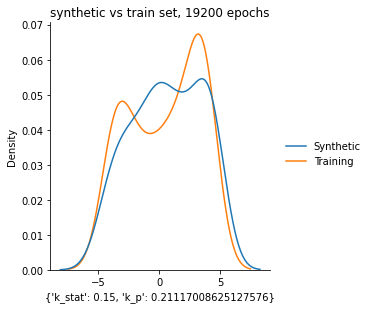 synthetic vs train set, 19200 epochs
0.07
0.06
0.05
0.04
0.03
0.02
0.01
0.00
Density
−5
0
5
Synthetic
Training
{'k_stat': 0.15, 'k_p': 0.21117008625127576}